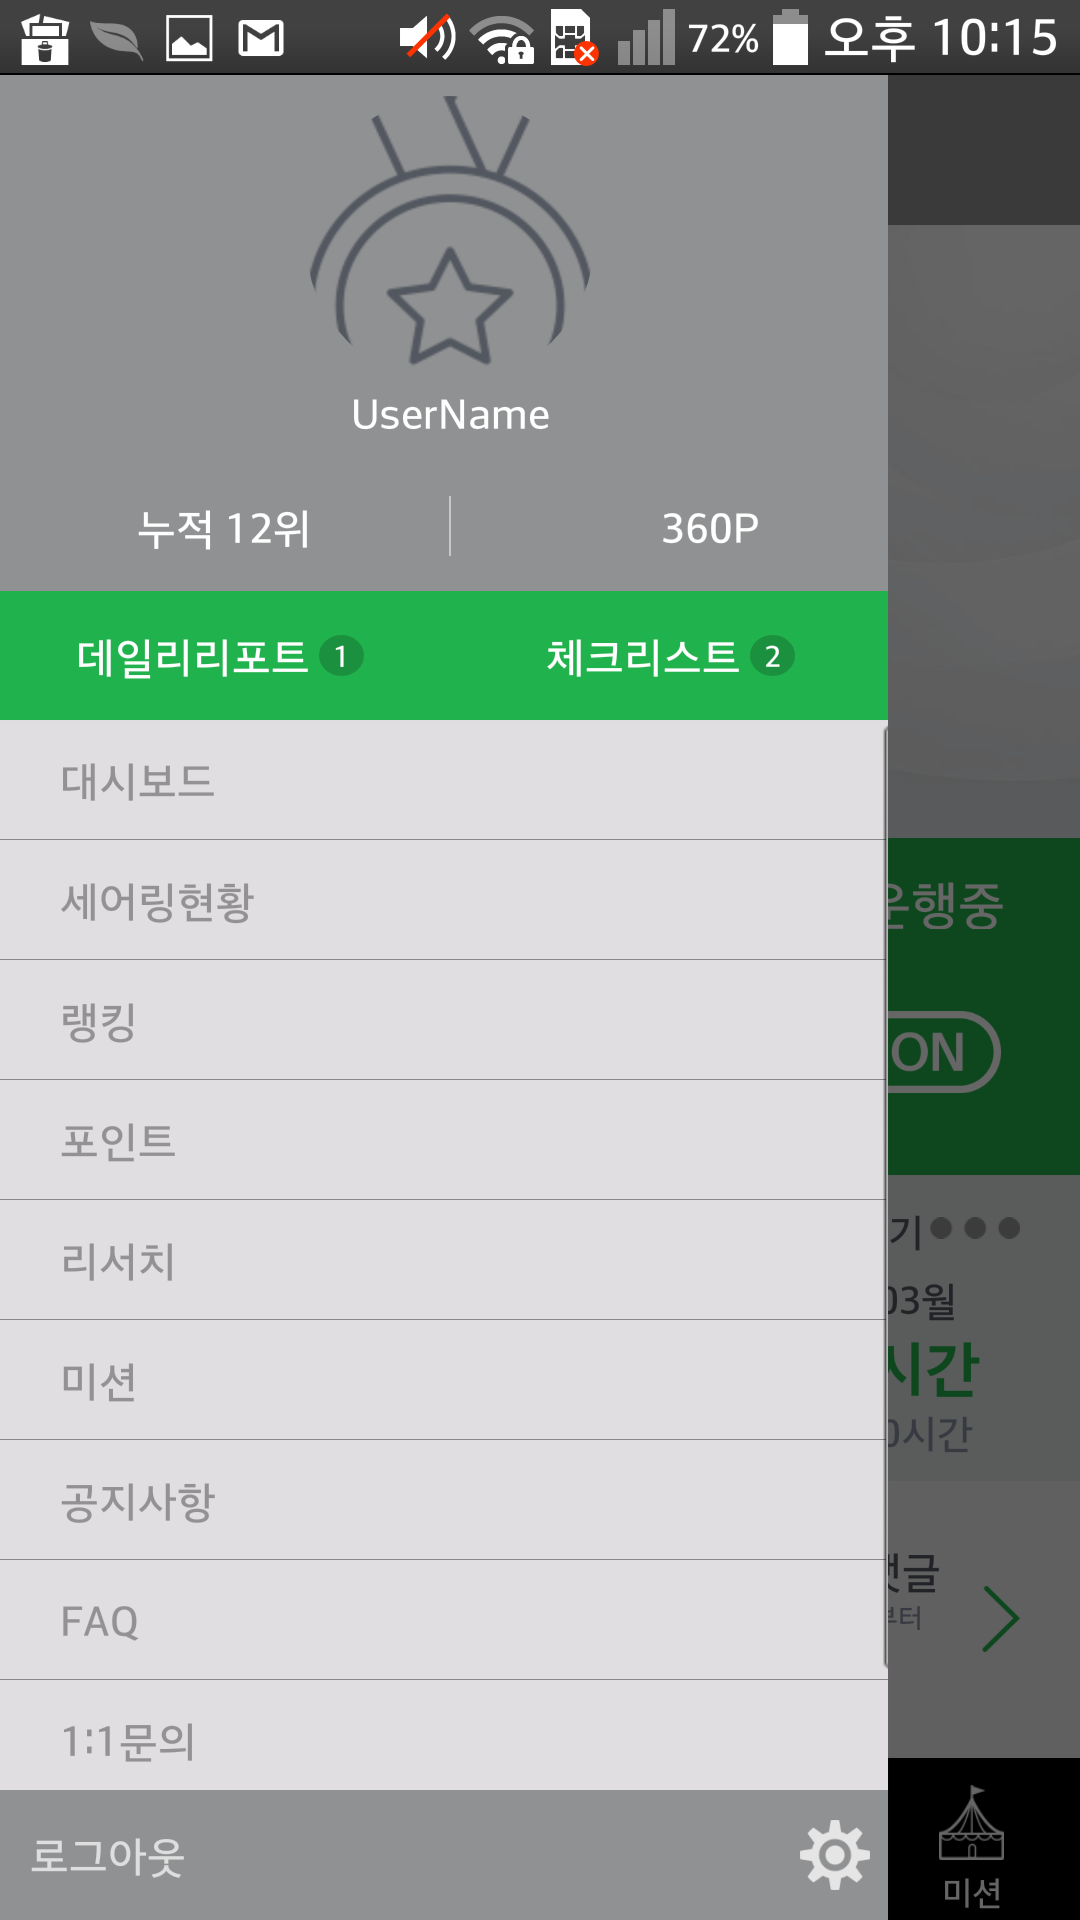 72% 오후 10:15
UserName
누적 12위 360P
데일리리포트 1 체크리스트 2
대시보드
세어링현황
운행중
랭킹
ON
포인트
기
리서치
03월
시간
미션
0시간
공지사항
댓글
부터
FAQ
1:1문의
로그아웃
미션